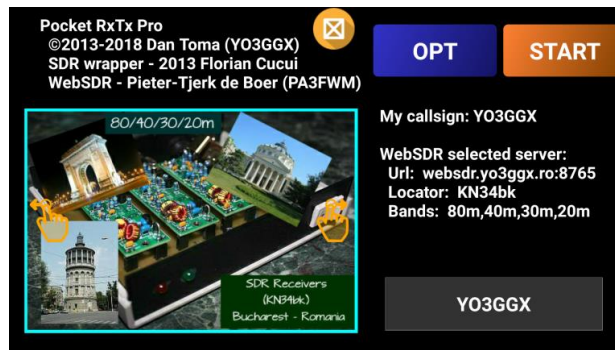 Pocket RxTx Pro
©2013-2018 Dan Toma (YO3GGX)
SDR wrapper - 2013 Florian Cucui
WebSDR - Pieter-Tjerk de Boer (PA3FWM)
OPT
START
80/40/30/20m
SDR Receivers
(KN34bk)
Bucharest - Romania
My callsign: YO3GGX
WebSDR selected server:
Url: websdr.yo3ggx.ro:8765
Locator: KN34bk
Bands: 80m,40m,30m,20m
YO3GGX